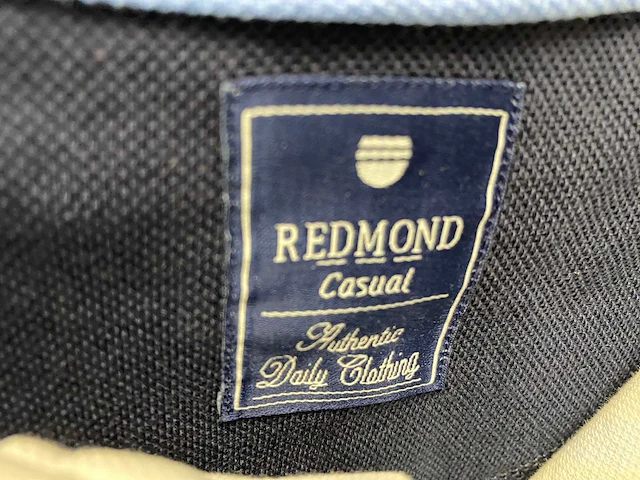 REDMOND
Casual
Authentic
Daily Clothing